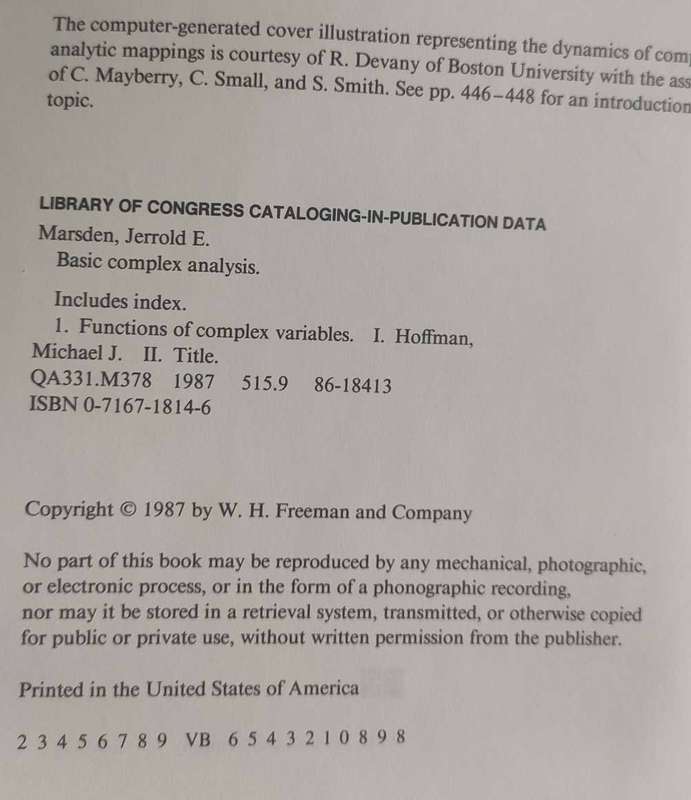 The computer-generated cover illustration representing the dynamics of
analytic mappings is courtesy of R. Devany of Boston University with the
of C. Mayberry, C. Small, and S. Smith. See pp. 446–448 for an introduction
topic.
LIBRARY OF CONGRESS CATALOGING-IN-PUBLICATION DATA
Marsden, Jerrold E.
Basic complex analysis.
Includes index.
1. Functions of complex variables. I. Hoffman,
Michael J. II. Title.
QA331.M378 1987 515.9 86-18413
ISBN 0-7167-1814-6
Copyright © 1987 by W. H. Freeman and Company
No part of this book may be reproduced by any mechanical, photographic,
or electronic process, or in the form of a phonographic recording,
nor may it be stored in a retrieval system, transmitted, or otherwise copied
for public or private use, without written permission from the publisher.
Printed in the United States of America
2 3 4 5 6 7 8 9 VB 6 5 4 3 2 1 0 8 9 8